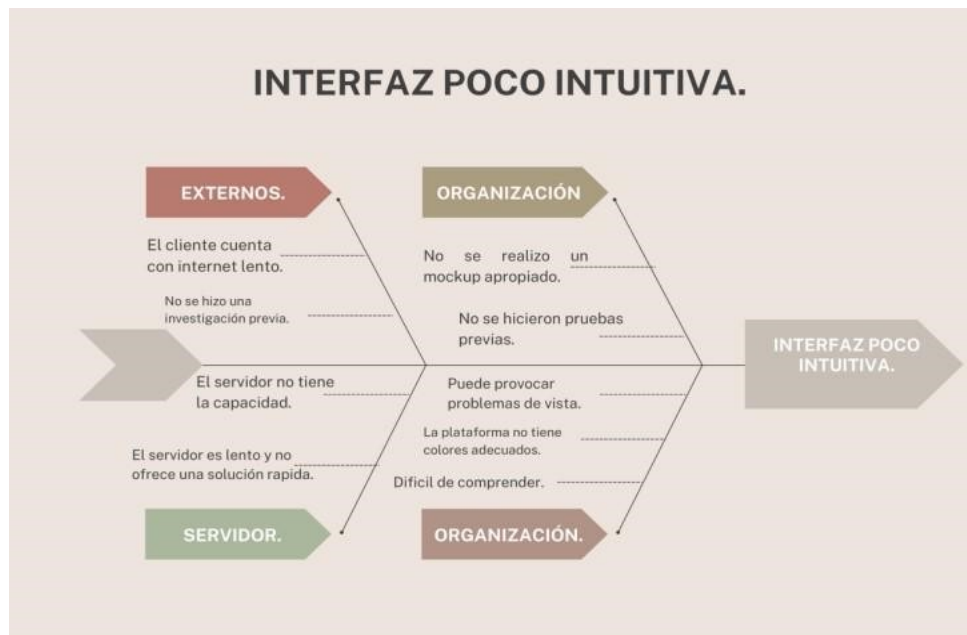 INTERFAZ POCO INTUITIVA.
EXTERNOS.
ORGANIZACIÓN
El cliente cuenta
con internet lento.
No se hizo una
investigación previa.
No se realizo un
mockup apropiado.
No se hicieron pruebas
previas.
INTERFAZ POCO
INTUITIVA.
El servidor no tiene
la capacidad.
El servidor es lento y no
ofrece una solución rapida.
Puede provocar
problemas de vista.
La plataforma no tiene
colores adecuados.
Dificil de comprender.
SERVIDOR.
ORGANIZACIÓN.